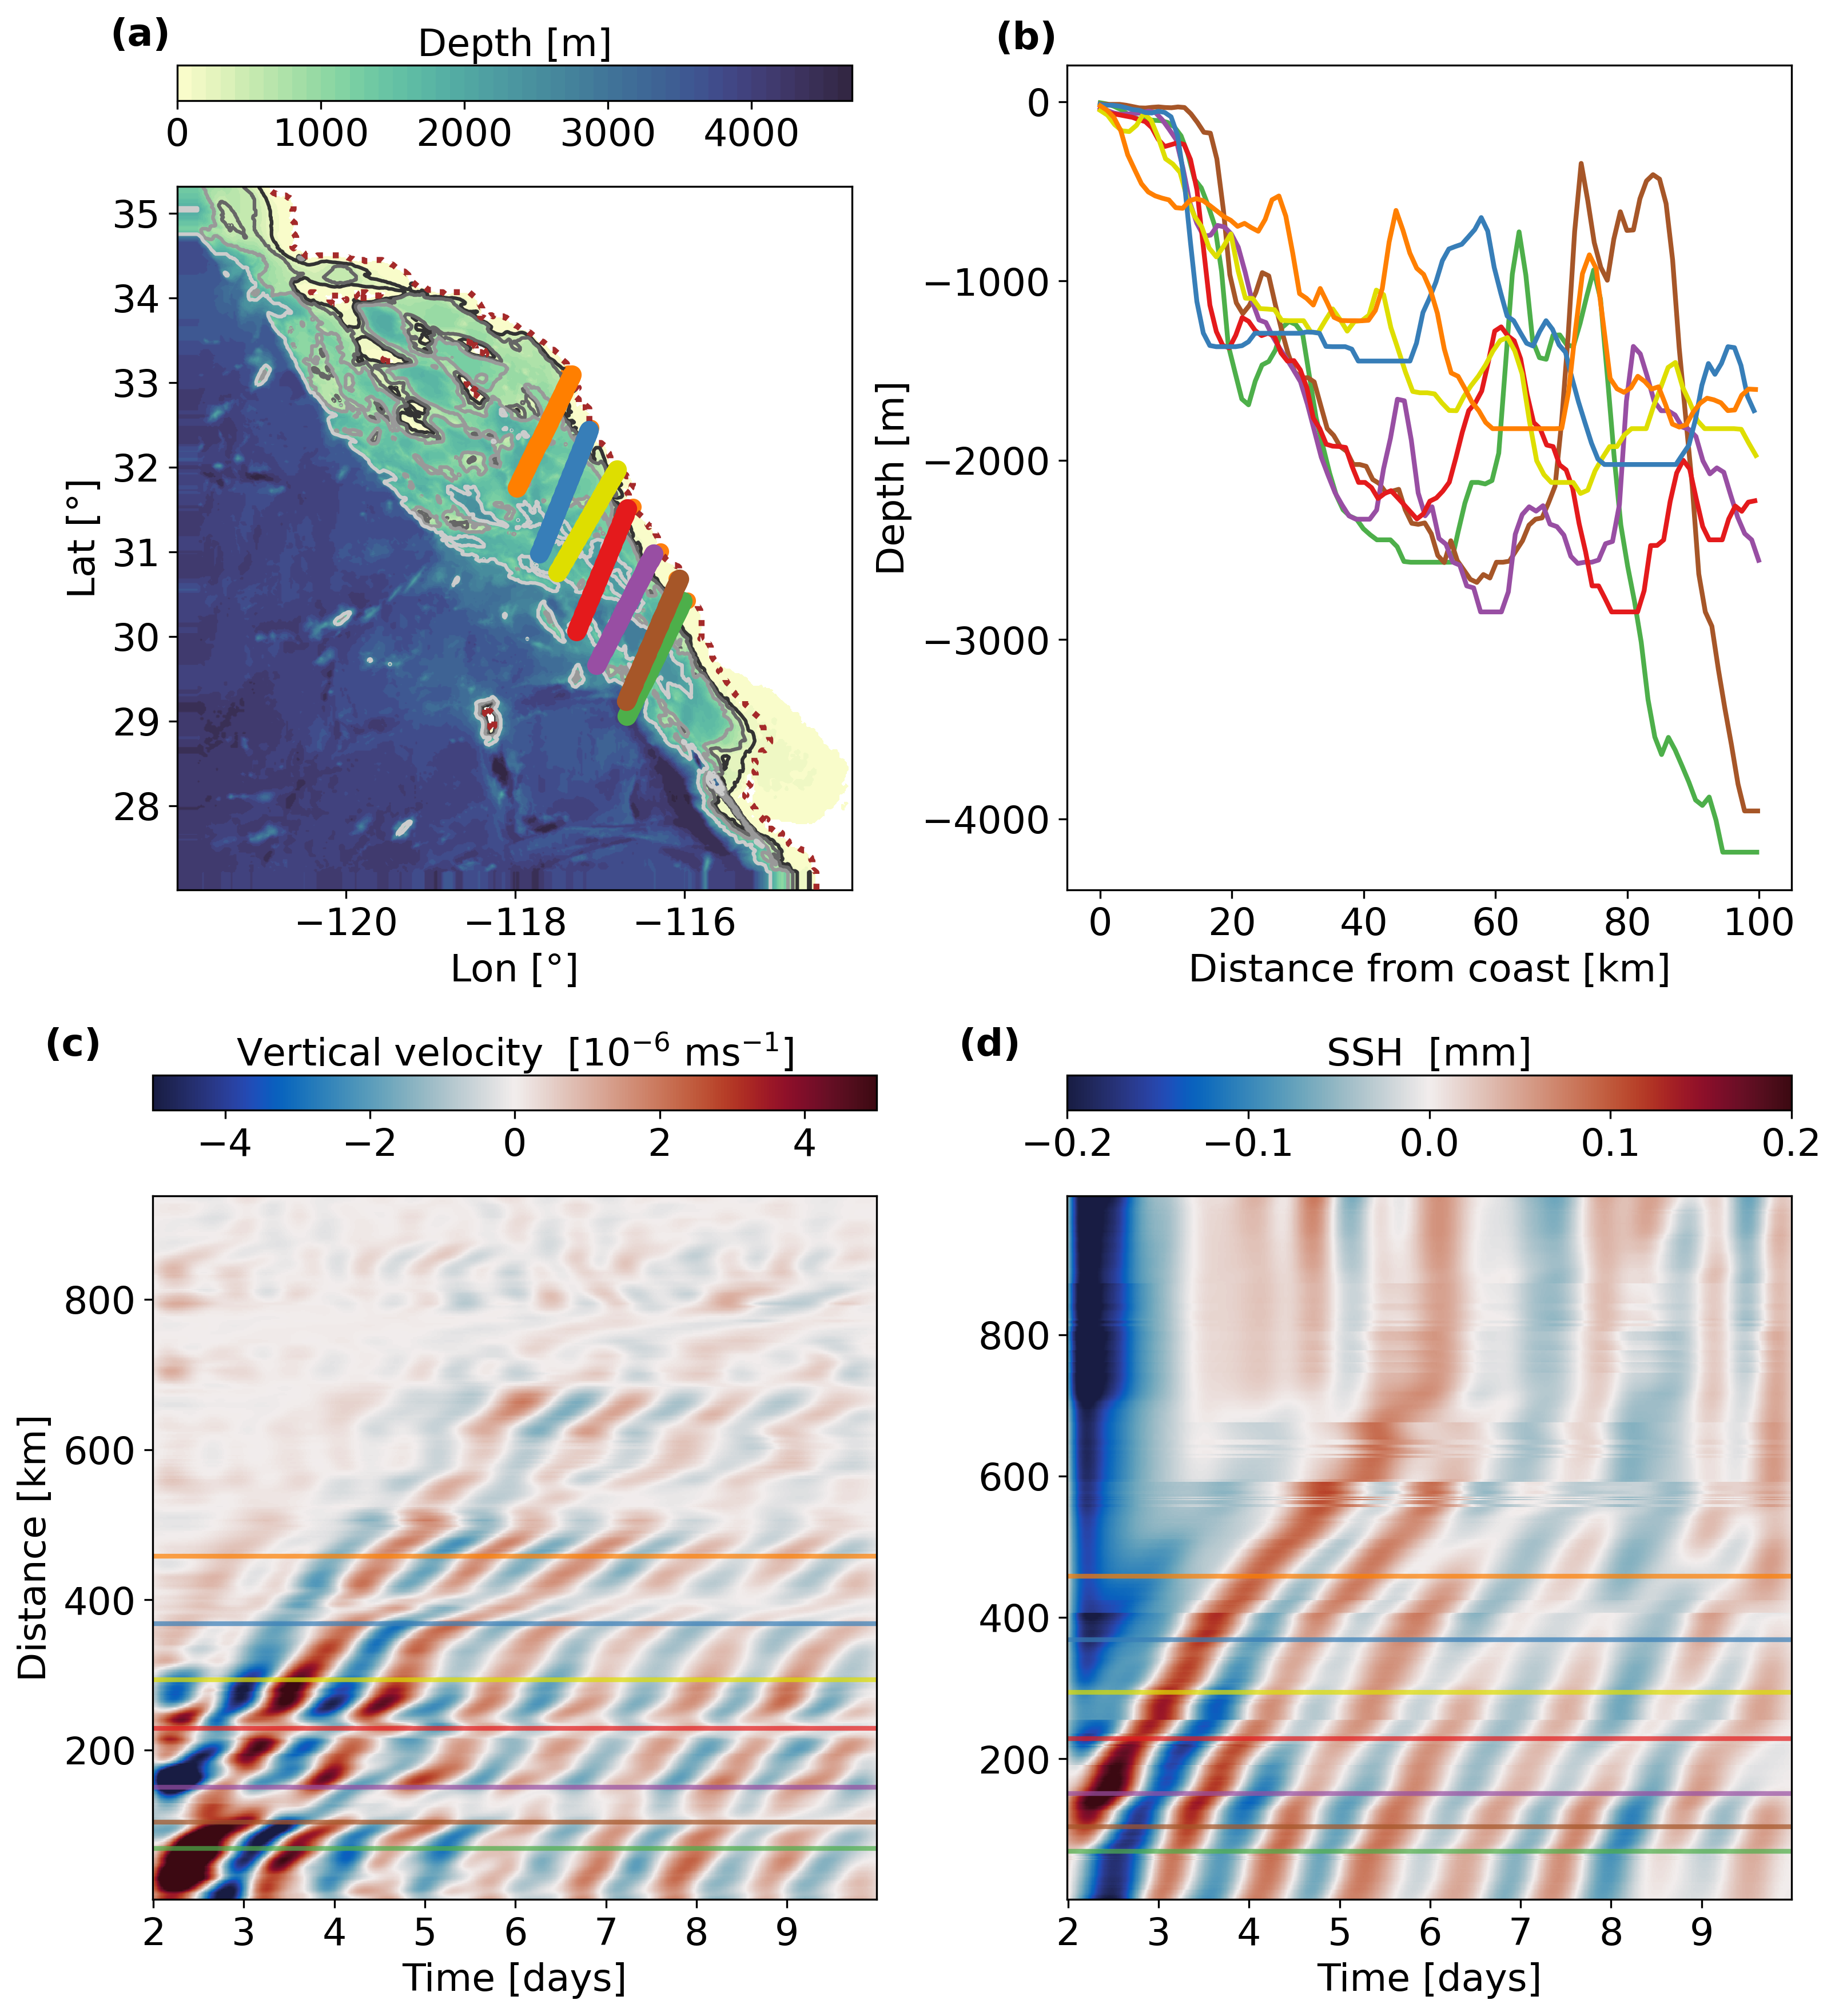 (a)
Depth [m]
0 1000 2000 3000 4000
35
34
33
32
31
30
29
28
Lat [°]
−120 −118 −116
Lon [°]
(b)
0
−1000
−2000
−3000
−4000
Depth [m]
0 20 40 60 80 100
Distance from coast [km]
(c)
Vertical velocity [10⁻⁶ ms⁻¹]
−4 −2 0 2 4
800
600
400
200
Distance [km]
2 3 4 5 6 7 8 9
Time [days]
(d)
SSH [mm]
−0.2 −0.1 0.0 0.1 0.2
800
600
400
200
2 3 4 5 6 7 8 9
Time [days]